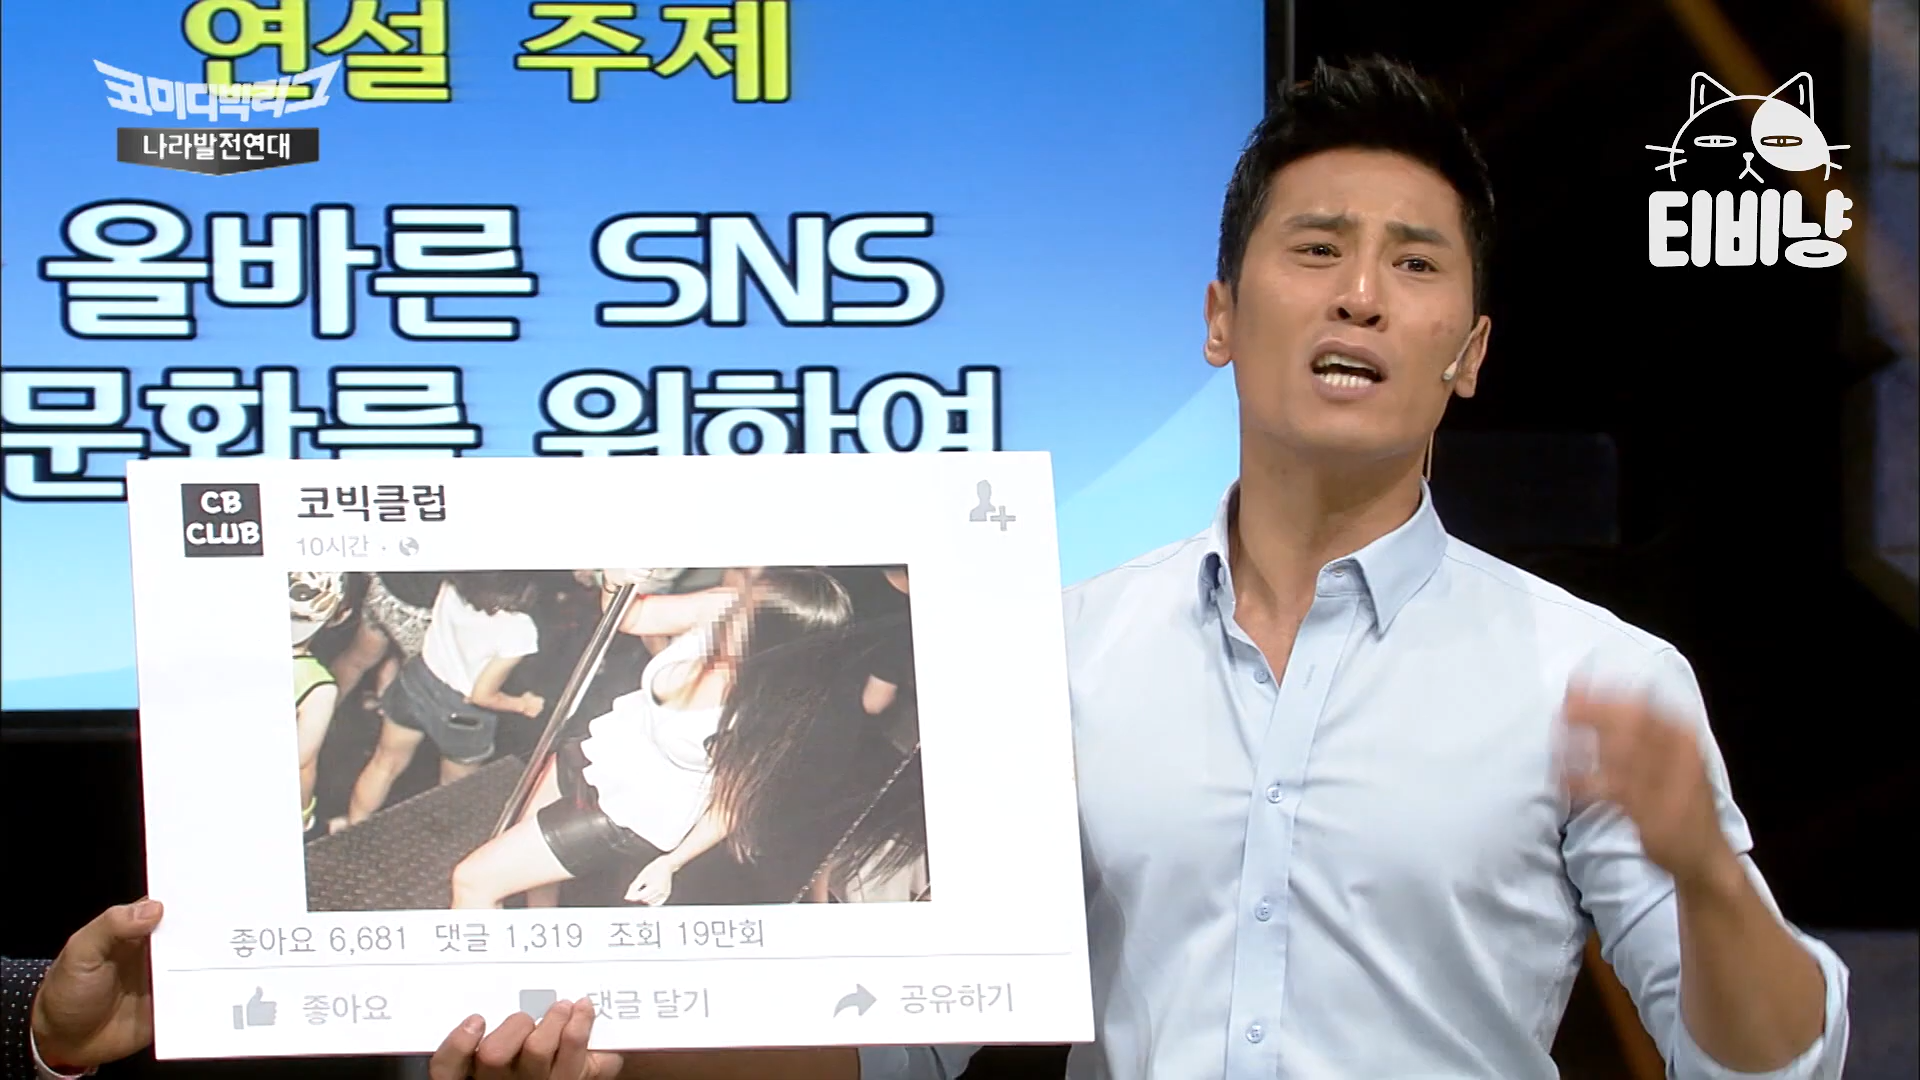 연설 주제
코미디빅리그
나라발전연대
티비냥
올바른 SNS
문화를 위하여
CB
CLUB
코빅클럽
10시간 ·
좋아요 6,681 댓글 1,319 조회 19만회
좋아요 댓글 달기 공유하기